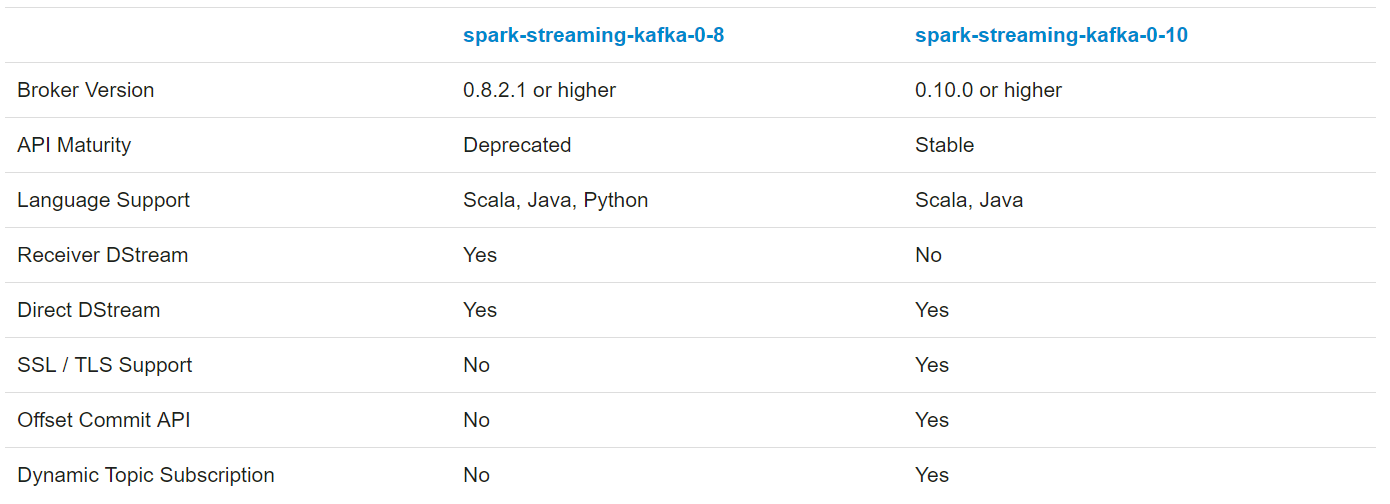 spark-streaming-kafka-0-8 spark-streaming-kafka-0-10
Broker Version 0.8.2.1 or higher 0.10.0 or higher
API Maturity Deprecated Stable
Language Support Scala, Java, Python Scala, Java
Receiver DStream Yes No
Direct DStream Yes Yes
SSL / TLS Support No Yes
Offset Commit API No Yes
Dynamic Topic Subscription No Yes